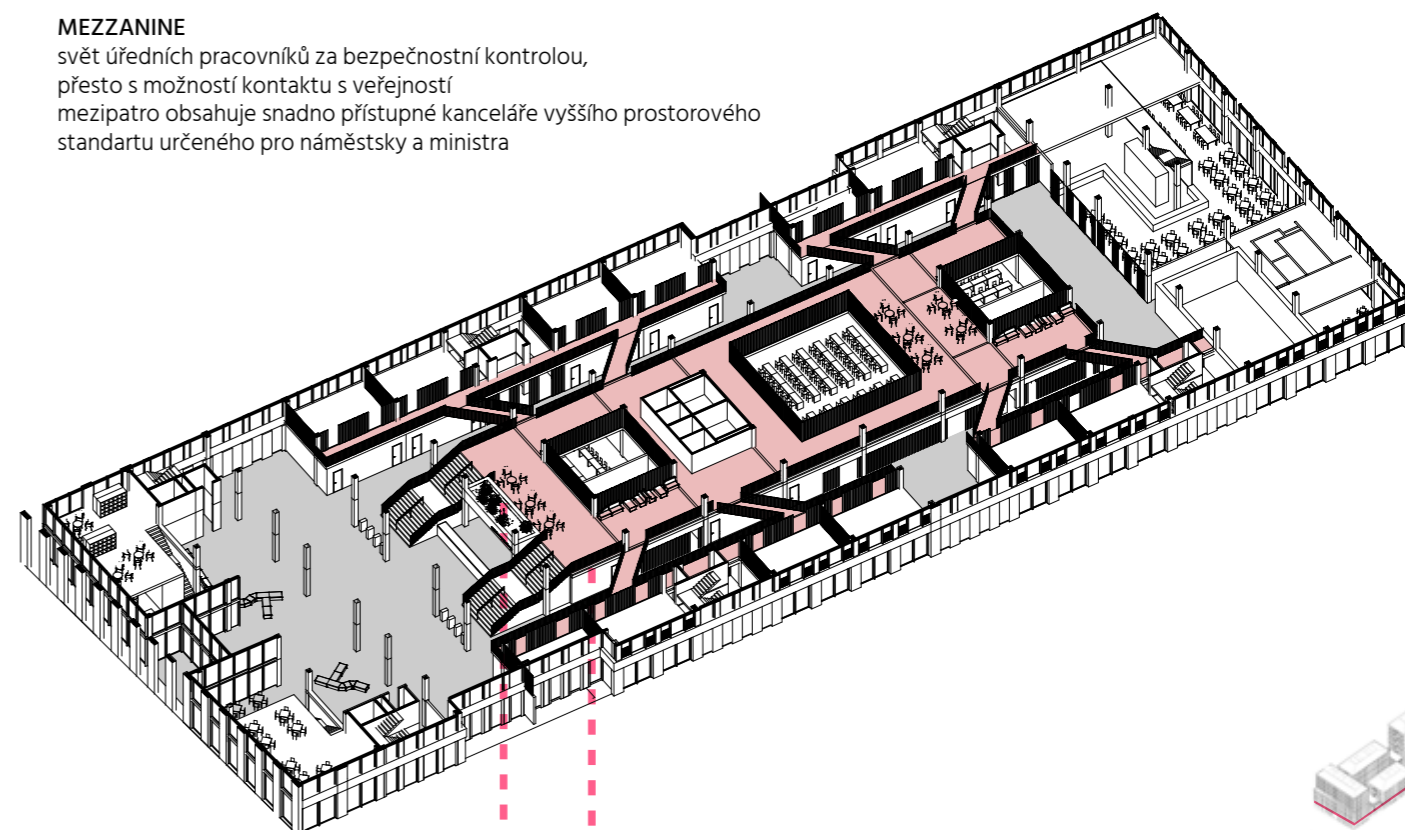 MEZZANINE
svět úředních pracovníků za bezpečnostní kontrolou,
přesto s možností kontaktu s veřejností
mezipatro obsahuje snadno přístupné kanceláře vyššího prostorového
standartu určeného pro náměstsky a ministra